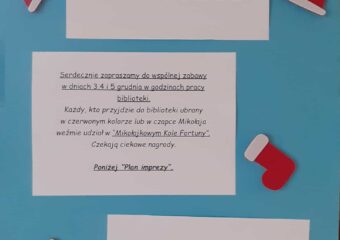 Serdecznie zapraszamy do wspólnej zabawy
w dniach 3.4 i 5 grudnia w godzinach pracy
biblioteki.
Każdy, kto przyjdzie do biblioteki ubrany
w czerwonym kolorze lub w czapce Mikołaja
weźmie udział w "Mikołajkowym Kole Fortuny".
Czekają ciekawe nagrody.
Poniżej "Plan imprezy".